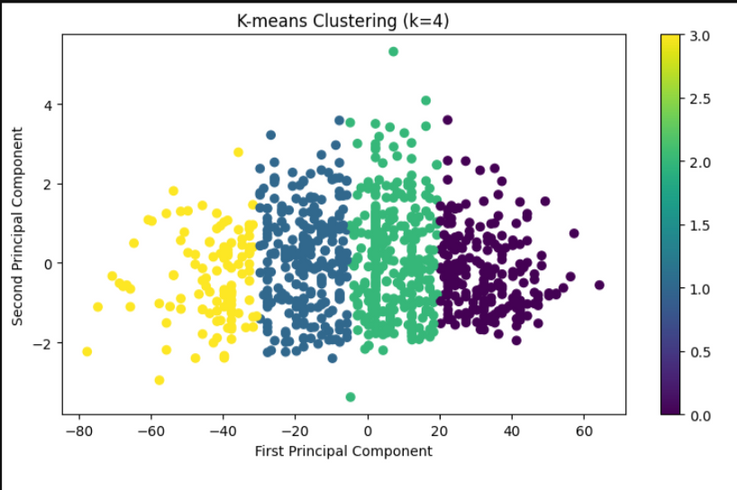 K-means Clustering (k=4)
3.0
2.5
2.0
1.5
1.0
0.5
0.0
4
2
0
−2
Second Principal Component
−80 −60 −40 −20 0 20 40 60
First Principal Component